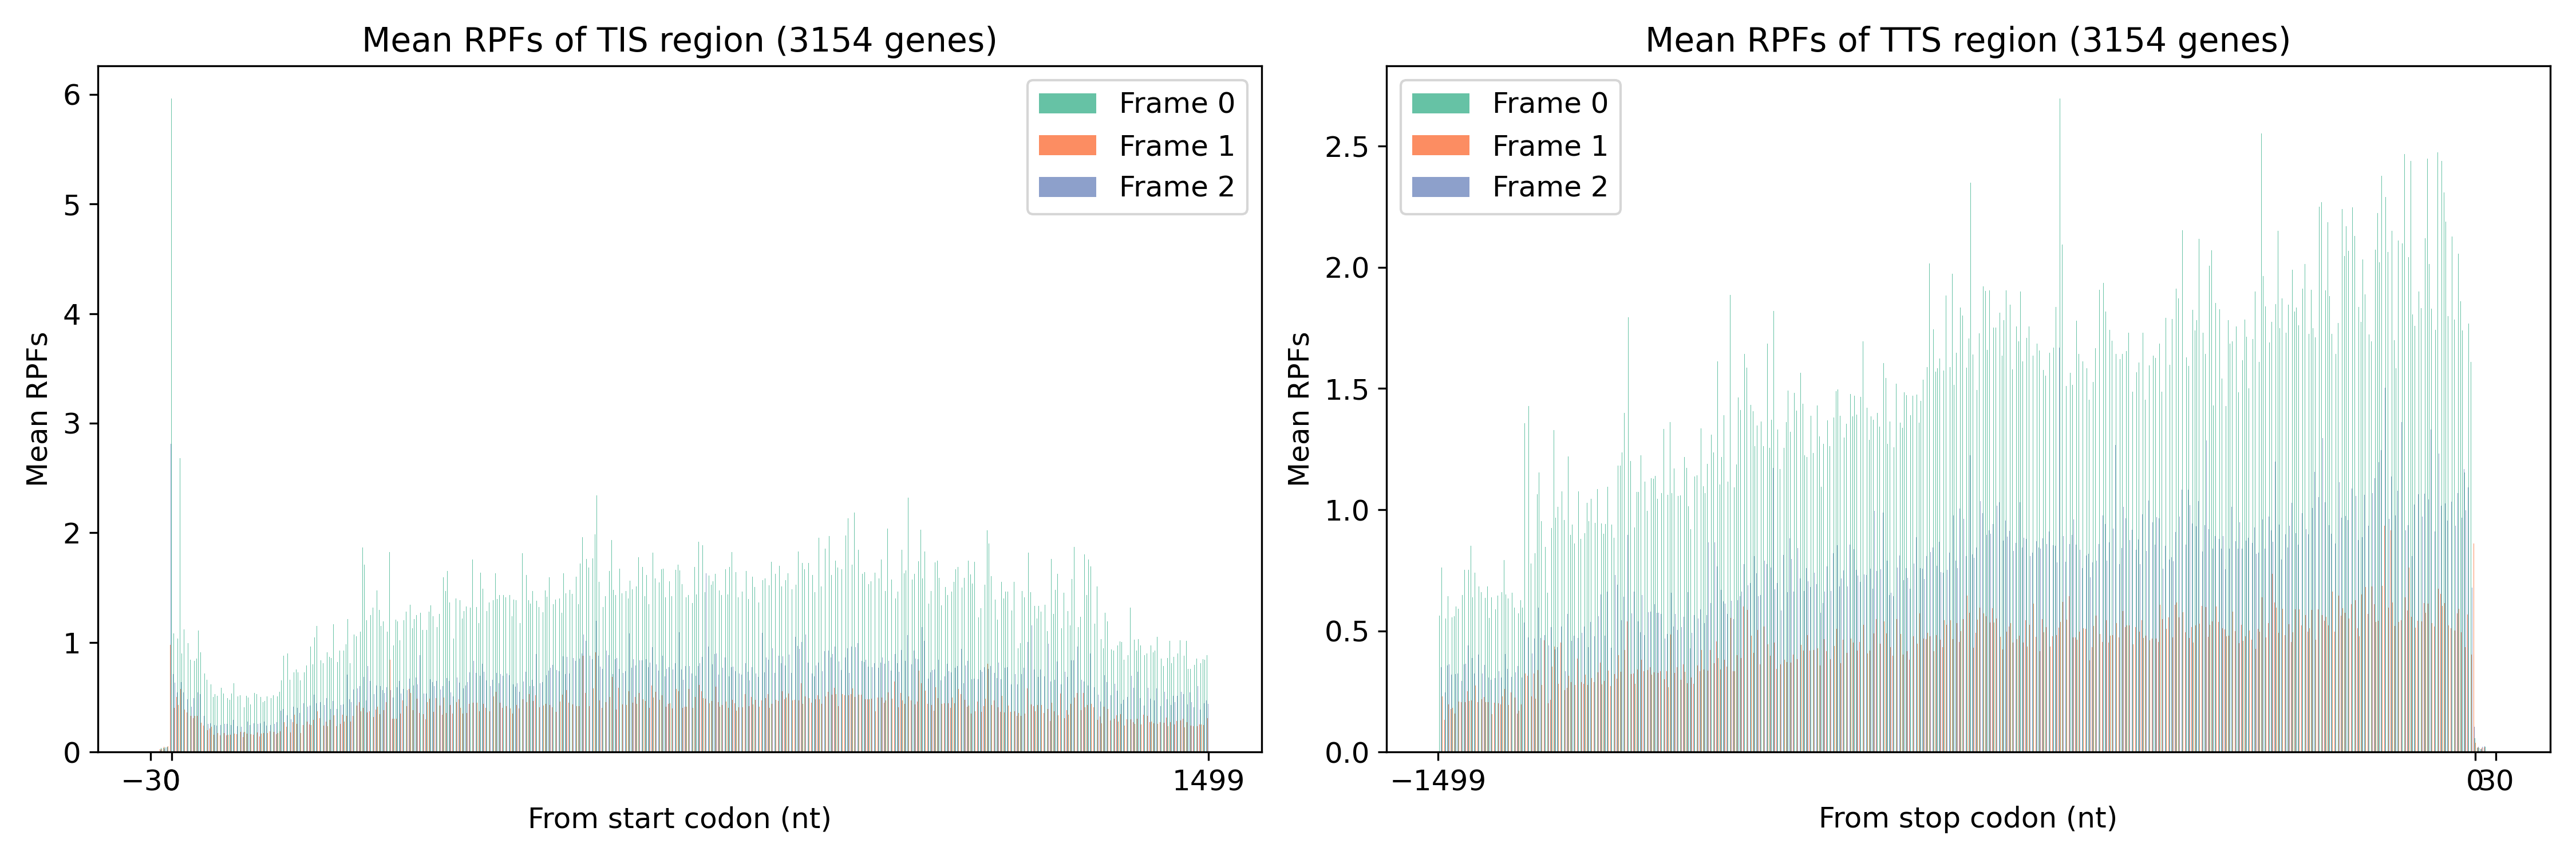 Mean RPFs of TIS region (3154 genes)
6
5
4
3
2
1
0
Mean RPFs
Frame 0
Frame 1
Frame 2
−30
1499
From start codon (nt)
Mean RPFs of TTS region (3154 genes)
2.5
2.0
1.5
1.0
0.5
0.0
Mean RPFs
Frame 0
Frame 1
Frame 2
−1499
0
30
From stop codon (nt)